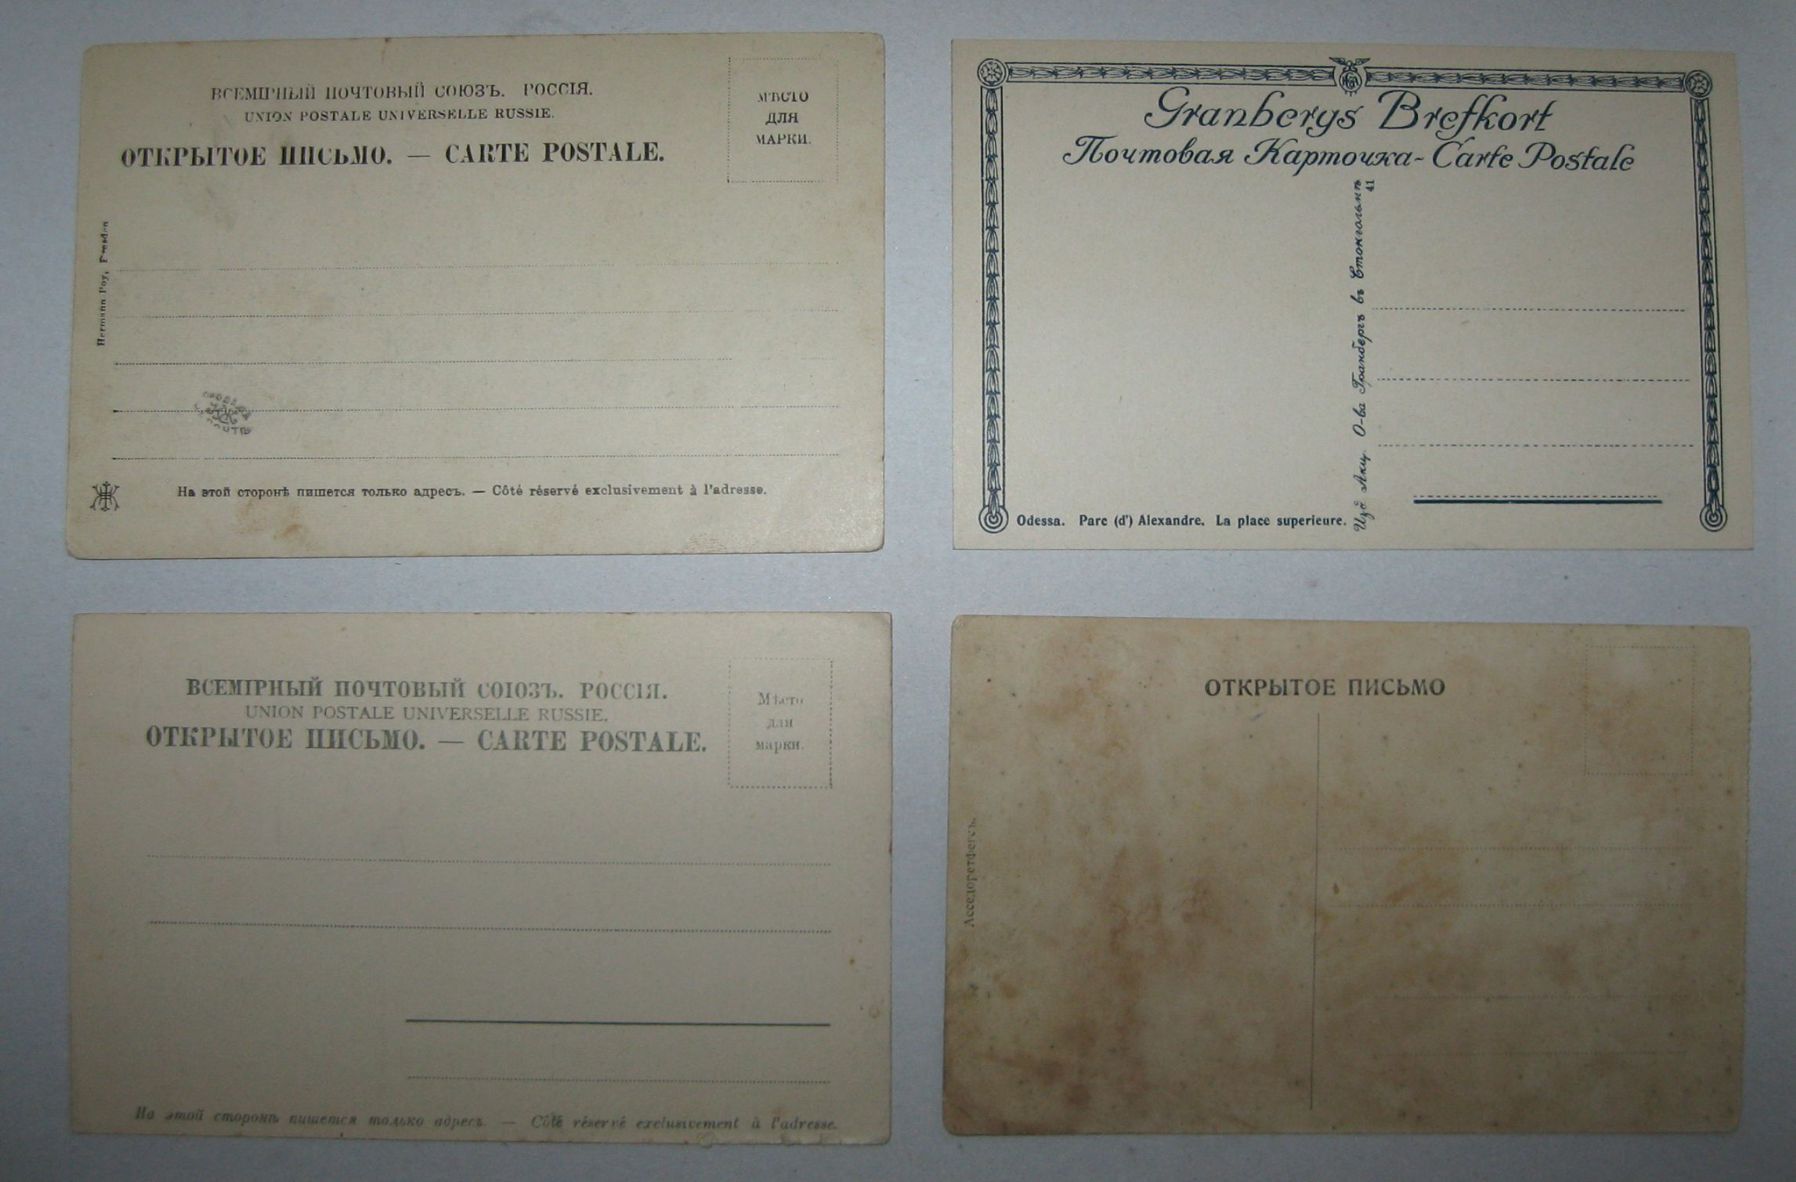 ВСЕМІРНЫЙ ПОЧТОВЫЙ СОЮЗЪ. РОССІЯ.
UNION POSTALE UNIVERSELLE RUSSIE.
ОТКРЫТОЕ ПИСЬМО. — CARTE POSTALE.
МѢСТО
ДЛЯ
МАРКИ.
Hermann Poy, Dresden
На этой сторонѣ пишется только адресъ. — Côté réservé exclusivement à l'adresse.
Granbergs Brefkort
Почтовая Карточка - Carte Postale
Изд. Акц. О-ва Гранбергъ въ Стокгольмѣ
41
Odessa. Parc (d') Alexandre. La place superieure.
ВСЕМІРНЫЙ ПОЧТОВЫЙ СОЮЗЪ. РОССІЯ.
UNION POSTALE UNIVERSELLE RUSSIE.
ОТКРЫТОЕ ПИСЬМО. — CARTE POSTALE.
Мѣсто
для
марки.
На этой сторонѣ пишется только адресъ. — Côté réservé exclusivement à l'adresse.
ОТКРЫТОЕ ПИСЬМО